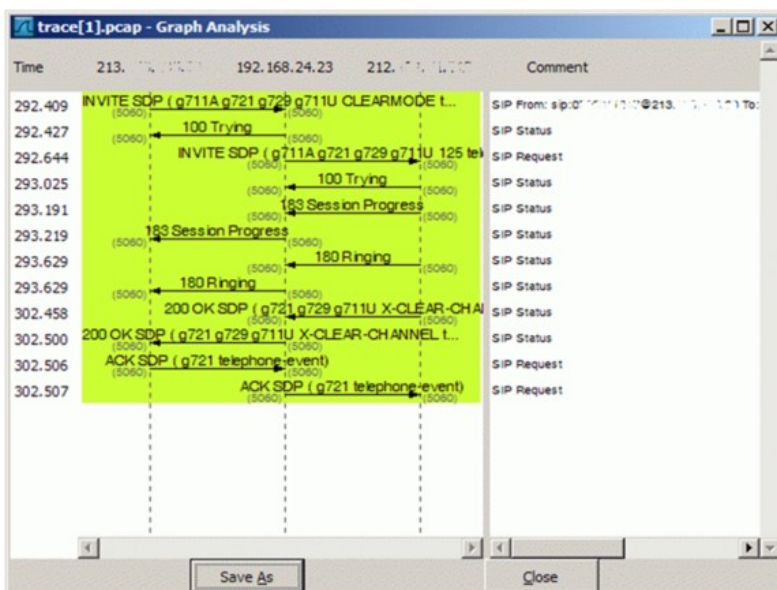 trace[1].pcap - Graph Analysis
Time 213. 192.168.24.23 212. Comment
292.409 INVITE SDP ( g711A g721 g729 g711U CLEARMODE t... SIP From: sip:0 @213. To:
(5060) (5060)
292.427 100 Trying SIP Status
(5060) (5060)
292.644 INVITE SDP ( g711A g721 g729 g711U 125 tel SIP Request
(5060) (5060)
293.025 100 Trying SIP Status
(5060) (5060)
293.191 183 Session Progress SIP Status
(5060) (5060)
293.219 183 Session Progress SIP Status
(5060) (5060)
293.629 180 Ringing SIP Status
(5060) (5060)
293.629 180 Ringing SIP Status
(5060) (5060)
302.458 200 OK SDP ( g721 g729 g711U X-CLEAR-CHA SIP Status
(5060) (5060)
302.500 200 OK SDP ( g721 g729 g711U X-CLEAR-CHANNEL t... SIP Status
(5060) (5060)
302.506 ACK SDP ( g721 telephone-event) SIP Request
(5060) (5060)
302.507 ACK SDP ( g721 telephone-event) SIP Request
(5060) (5060)
Save As Close